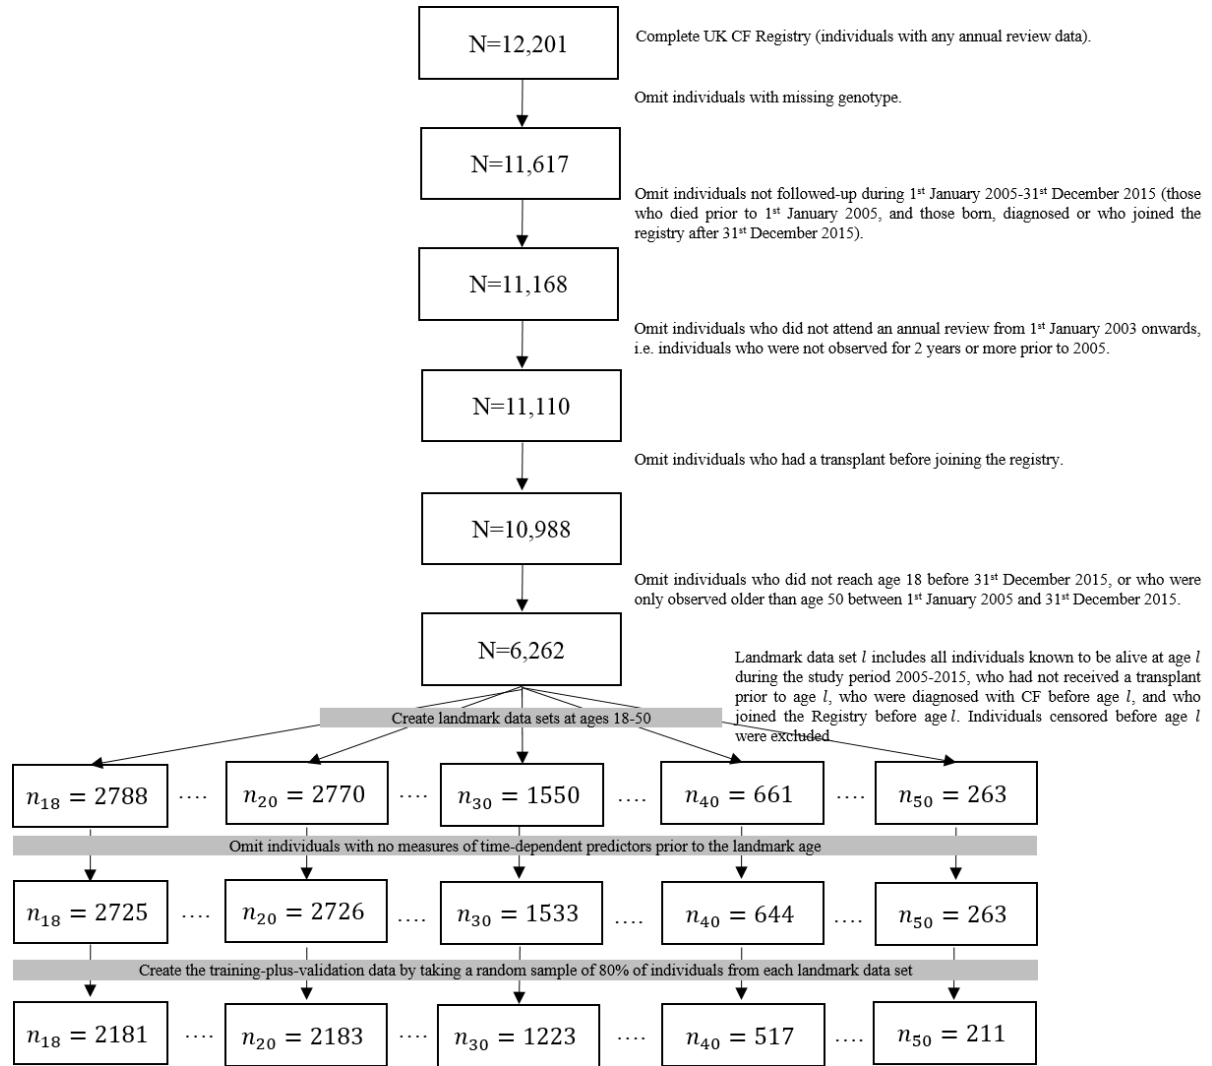 N=12,201
Complete UK CF Registry (individuals with any annual review data).
Omit individuals with missing genotype.
N=11,617
Omit individuals not followed-up during 1st January 2005-31st December 2015 (those
who died prior to 1st January 2005, and those born, diagnosed or who joined the
registry after 31st December 2015).
N=11,168
Omit individuals who did not attend an annual review from 1st January 2003 onwards,
i.e. individuals who were not observed for 2 years or more prior to 2005.
N=11,110
Omit individuals who had a transplant before joining the registry.
N=10,988
Omit individuals who did not reach age 18 before 31st December 2015, or who were
only observed older than age 50 between 1st January 2005 and 31st December 2015.
N=6,262
Landmark data set l includes all individuals known to be alive at age l
during the study period 2005-2015, who had not received a transplant
prior to age l, who were diagnosed with CF before age l, and who
joined the Registry before age l. Individuals censored before age l
were excluded
Create landmark data sets at ages 18-50
n18 = 2788 .... n20 = 2770 .... n30 = 1550 .... n40 = 661 .... n50 = 263
Omit individuals with no measures of time-dependent predictors prior to the landmark age
n18 = 2725 .... n20 = 2726 .... n30 = 1533 .... n40 = 644 .... n50 = 263
Create the training-plus-validation data by taking a random sample of 80% of individuals from each landmark data set
n18 = 2181 .... n20 = 2183 .... n30 = 1223 .... n40 = 517 .... n50 = 211